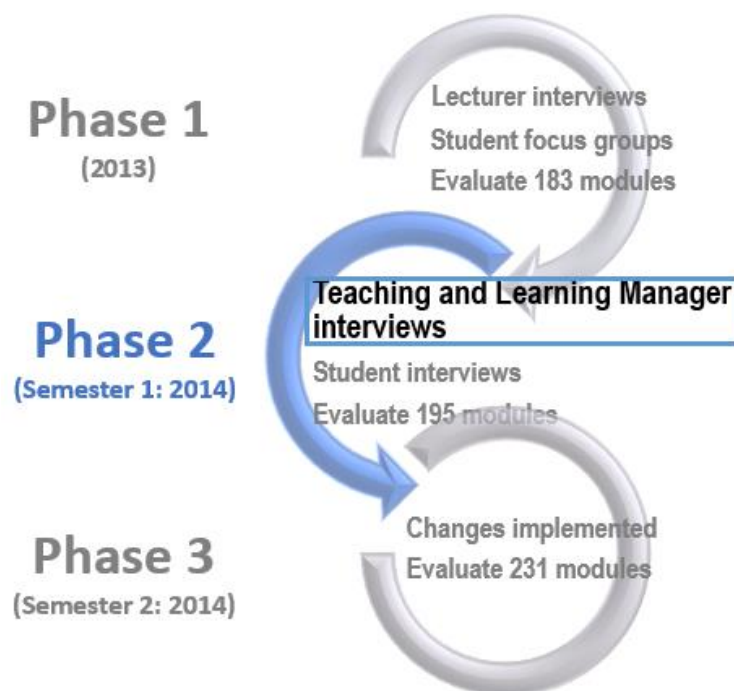 Phase 1
(2013)
Lecturer interviews
Student focus groups
Evaluate 183 modules
Phase 2
(Semester 1: 2014)
Teaching and Learning Manager
interviews
Student interviews
Evaluate 195 modules
Phase 3
(Semester 2: 2014)
Changes implemented
Evaluate 231 modules